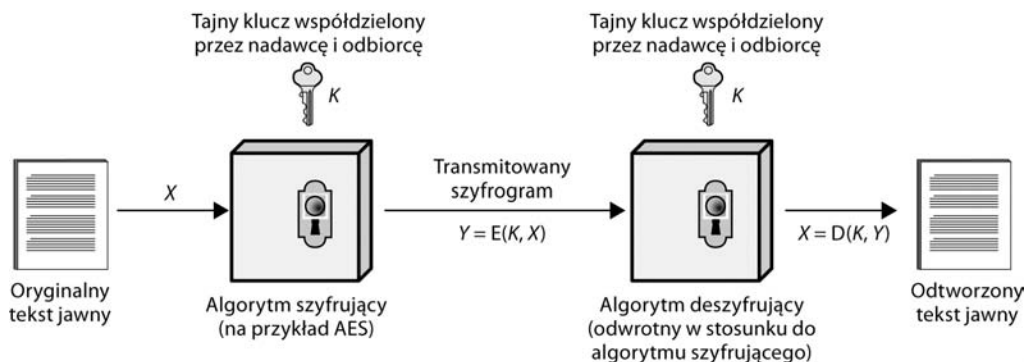 Tajny klucz współdzielony
przez nadawcę i odbiorcę
K
Tajny klucz współdzielony
przez nadawcę i odbiorcę
K
X
Transmitowany
szyfrogram
Y = E(K, X)
X = D(K, Y)
Oryginalny
tekst jawny
Algorytm szyfrujący
(na przykład AES)
Algorytm deszyfrujący
(odwrotny w stosunku do
algorytmu szyfrującego)
Odtworzony
tekst jawny